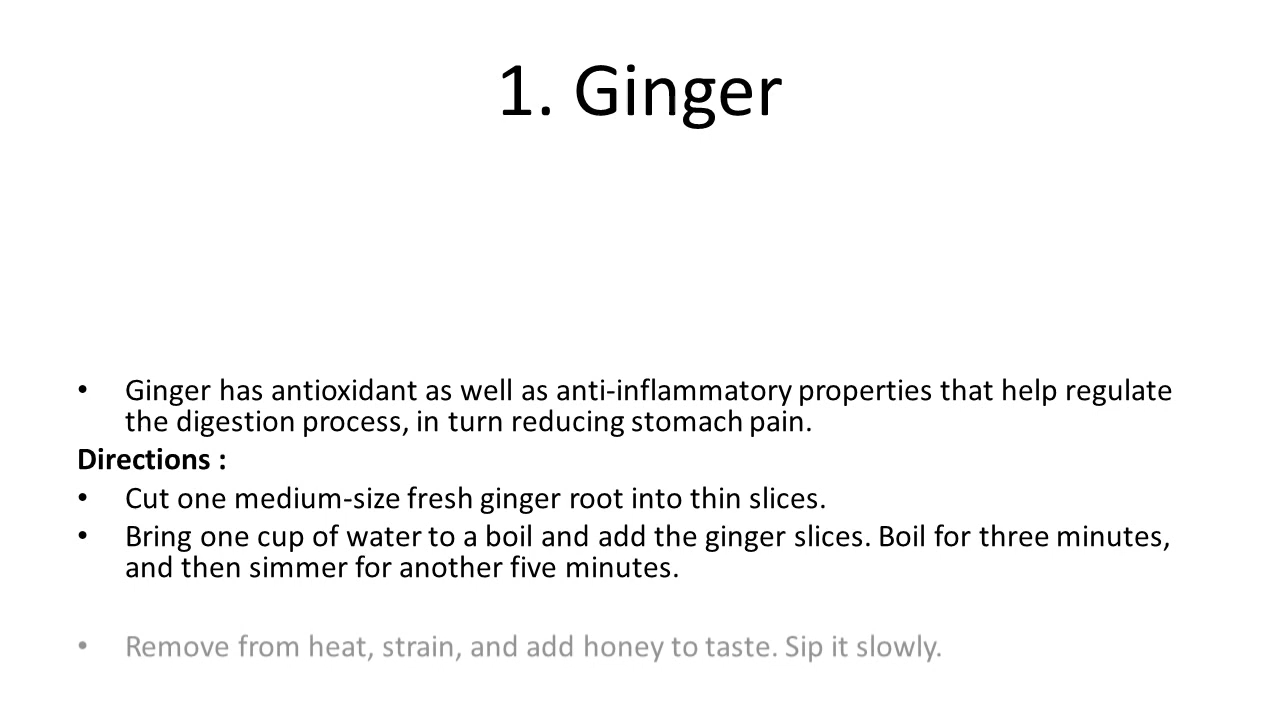 1. Ginger
• Ginger has antioxidant as well as anti-inflammatory properties that help regulate
the digestion process, in turn reducing stomach pain.
Directions :
• Cut one medium-size fresh ginger root into thin slices.
• Bring one cup of water to a boil and add the ginger slices. Boil for three minutes,
and then simmer for another five minutes.
• Remove from heat, strain, and add honey to taste. Sip it slowly.